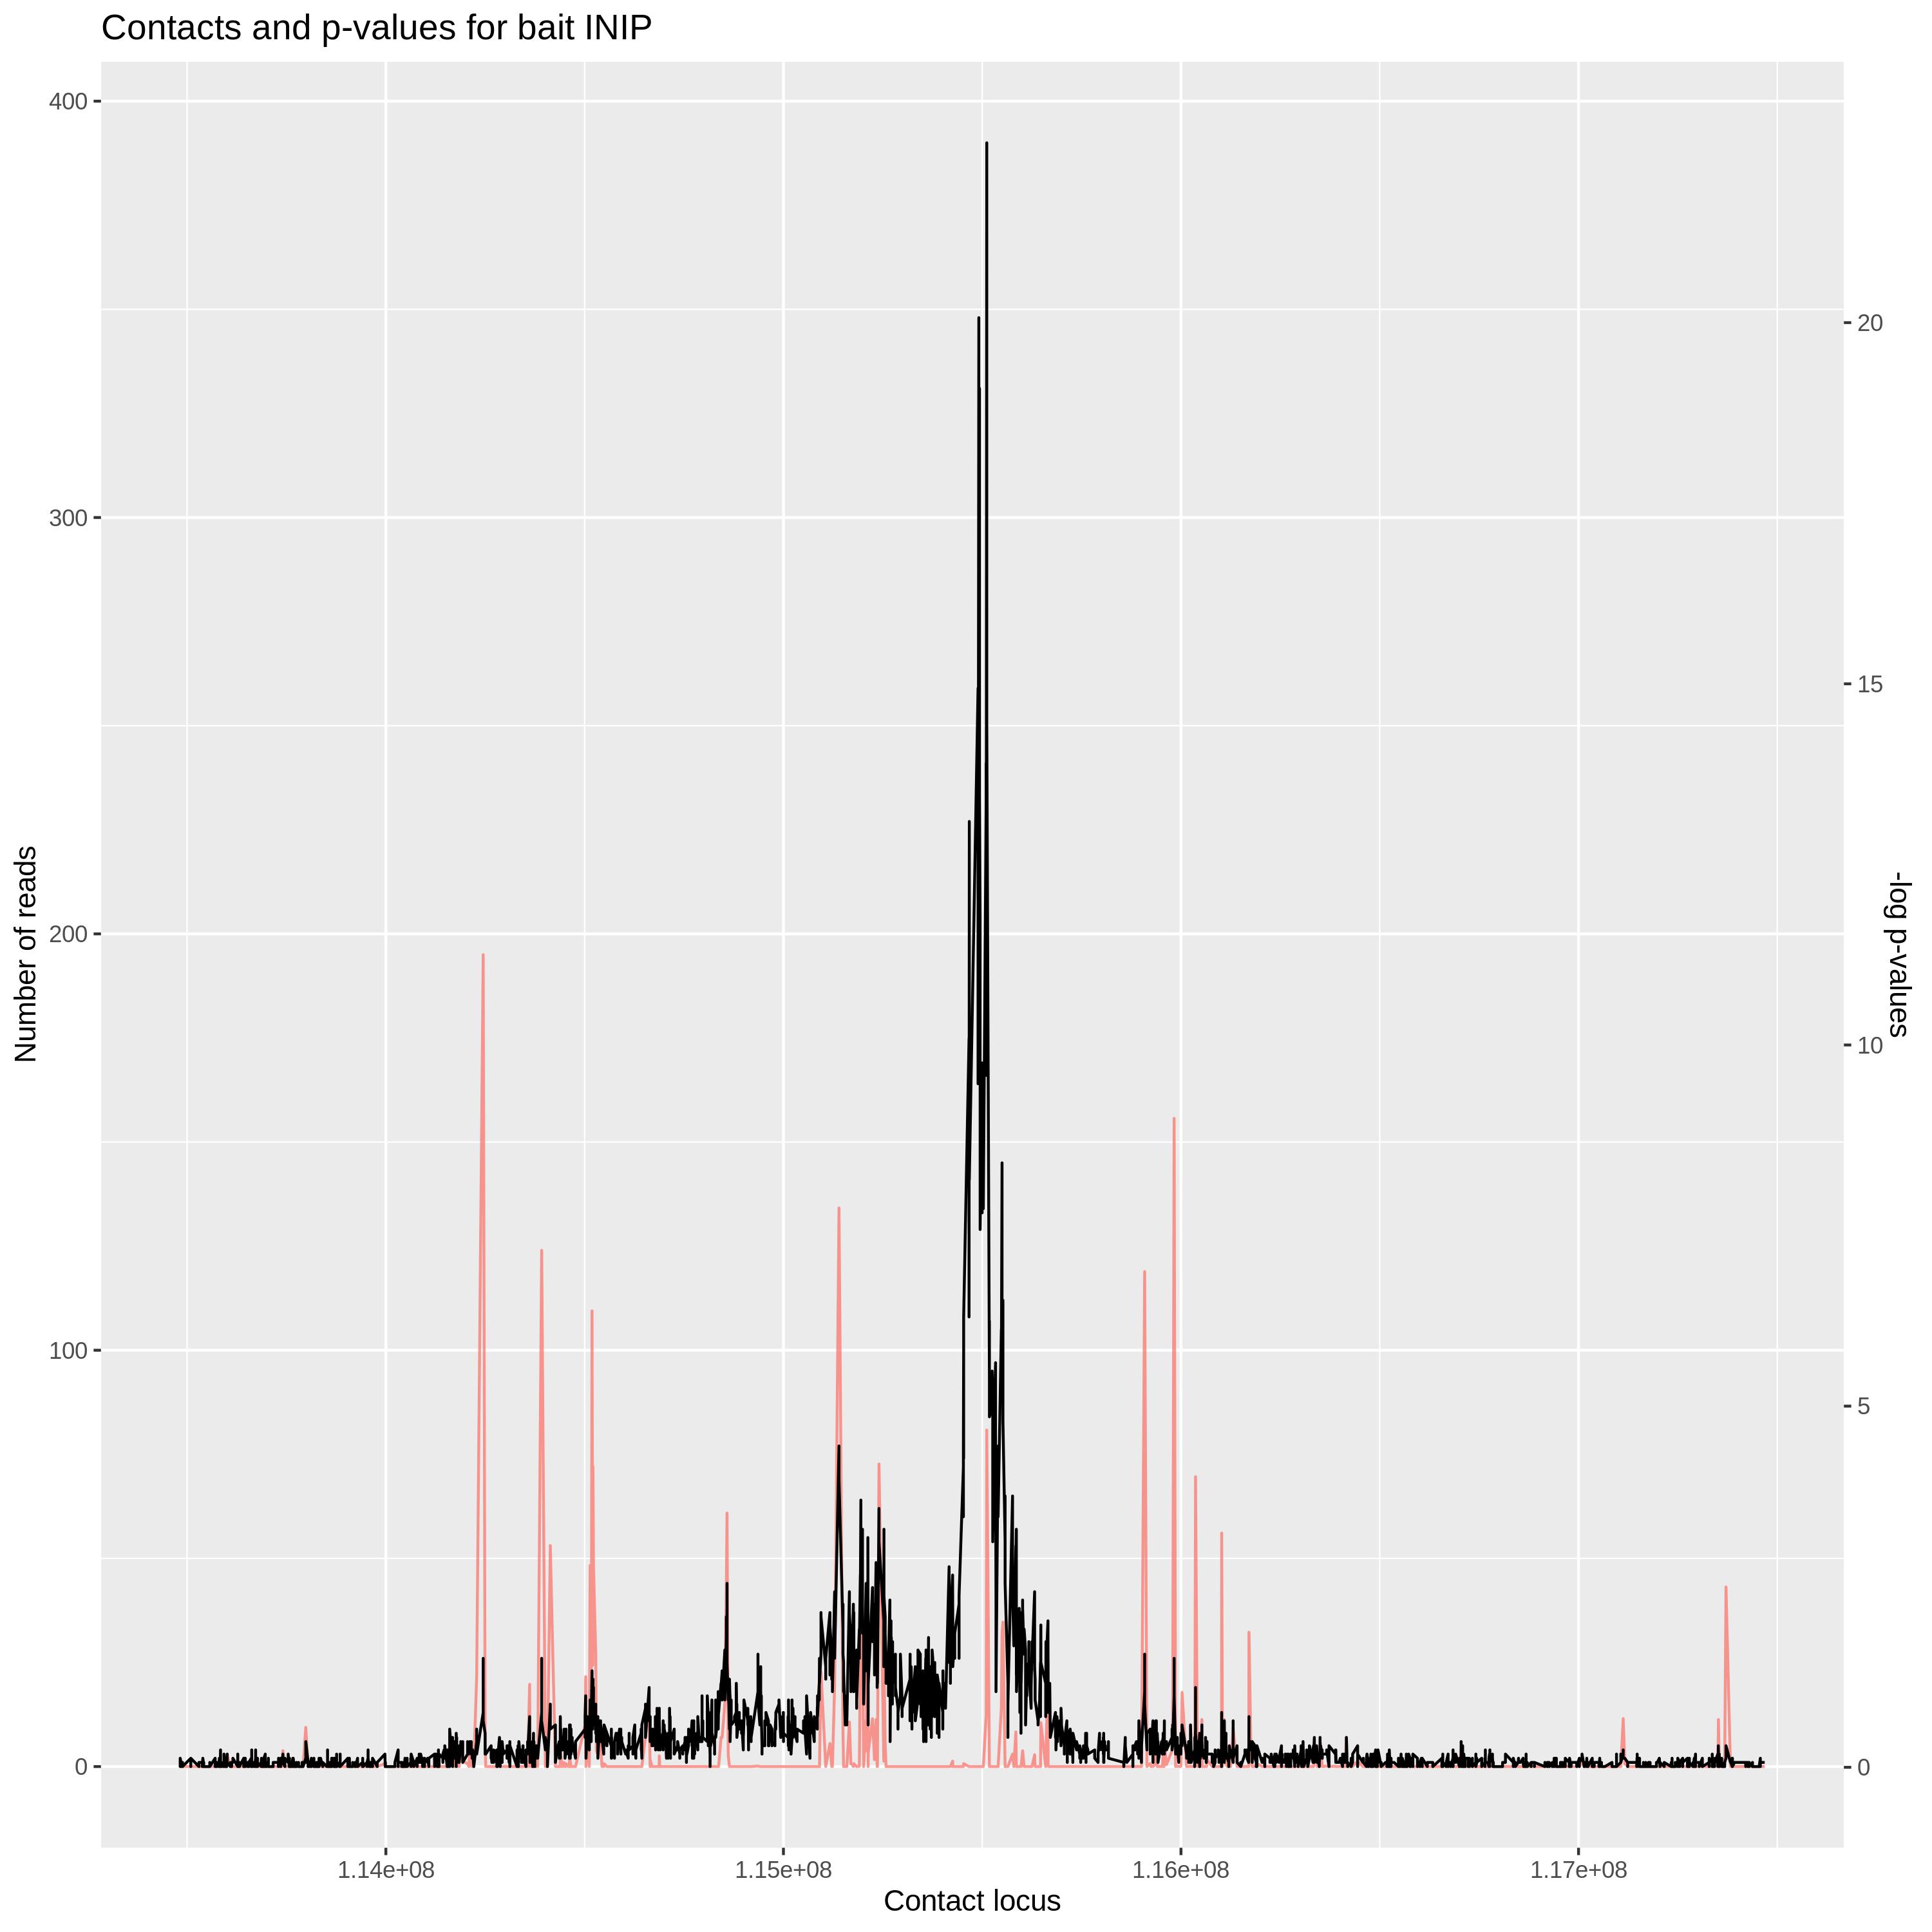 Contacts and p-values for bait INIP
400
300
200
100
0
Number of reads
20
15
10
5
0
-log p-values
1.14e+08
1.15e+08
1.16e+08
1.17e+08
Contact locus